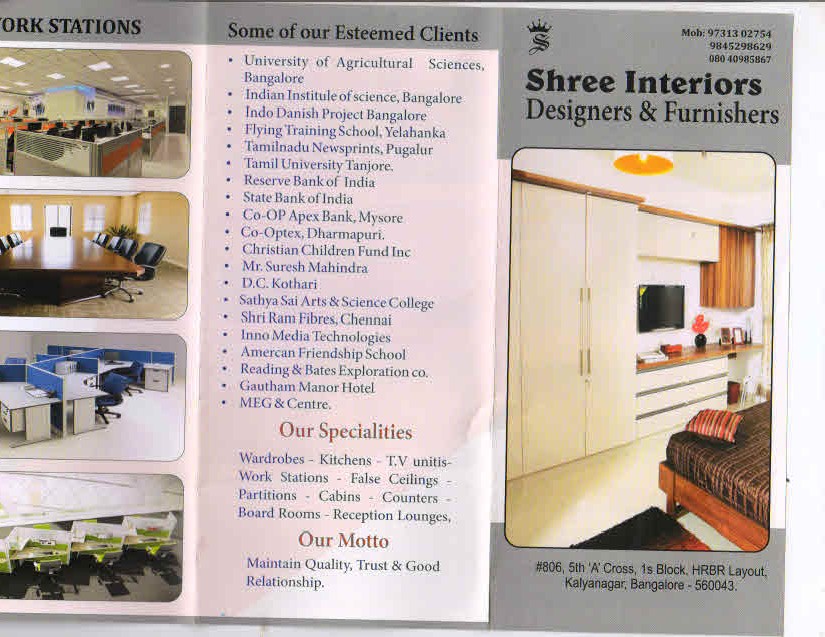 ORK STATIONS
Some of our Esteemed Clients
• University of Agricultural Sciences,
Bangalore
• Indian Institule of science, Bangalore
• Indo Danish Project Bangalore
• Flying Training School, Yelahanka
• Tamilnadu Newsprints, Pugalur
• Tamil University Tanjore.
• Reserve Bank of India
• State Bank of India
• Co-OP Apex Bank, Mysore
• Co-Optex, Dharmapuri.
• Christian Children Fund Inc
• Mr. Suresh Mahindra
• D.C. Kothari
• Sathya Sai Arts & Science College
• Shri Ram Fibres, Chennai
• Inno Media Technologies
• Amercan Friendship School
• Reading & Bates Exploration co.
• Gautham Manor Hotel
• MEG & Centre.
Our Specialities
Wardrobes - Kitchens - T.V unitis-
Work Stations - False Ceilings -
Partitions - Cabins - Counters -
Board Rooms - Reception Lounges,
Our Motto
Maintain Quality, Trust & Good
Relationship.
Mob: 97313 02754
9845298629
080 40985867
Shree Interiors
Designers & Furnishers
#806, 5th 'A' Cross, 1s Block, HRBR Layout,
Kalyanagar, Bangalore - 560043.